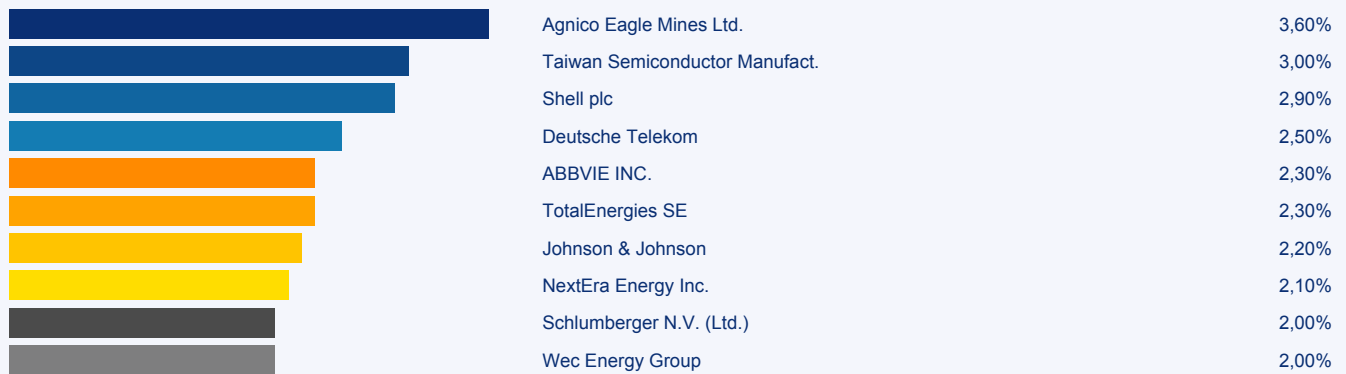 Agnico Eagle Mines Ltd. 3,60%
Taiwan Semiconductor Manufact. 3,00%
Shell plc 2,90%
Deutsche Telekom 2,50%
ABBVIE INC. 2,30%
TotalEnergies SE 2,30%
Johnson & Johnson 2,20%
NextEra Energy Inc. 2,10%
Schlumberger N.V. (Ltd.) 2,00%
Wec Energy Group 2,00%